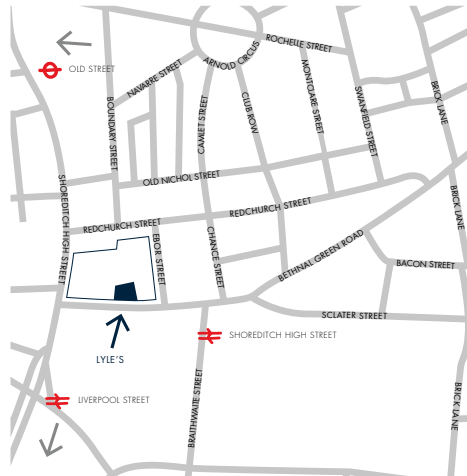 ROCHELLE STREET
ARNOLD CIRCUS
OLD STREET
NAVARRE STREET
MONTCLARE STREET
SWANFIELD STREET
BRICK LANE
BOUNDARY STREET
CAMLET STREET
CLUB ROW
OLD NICHOL STREET
SHOREDITCH HIGH STREET
REDCHURCH STREET
REDCHURCH STREET
BRICK LANE
EBOR STREET
CHANCE STREET
BETHNAL GREEN ROAD
BACON STREET
SCLATER STREET
SHOREDITCH HIGH STREET
LYLE'S
LIVERPOOL STREET
BRAITHWAITE STREET
BRICK LANE